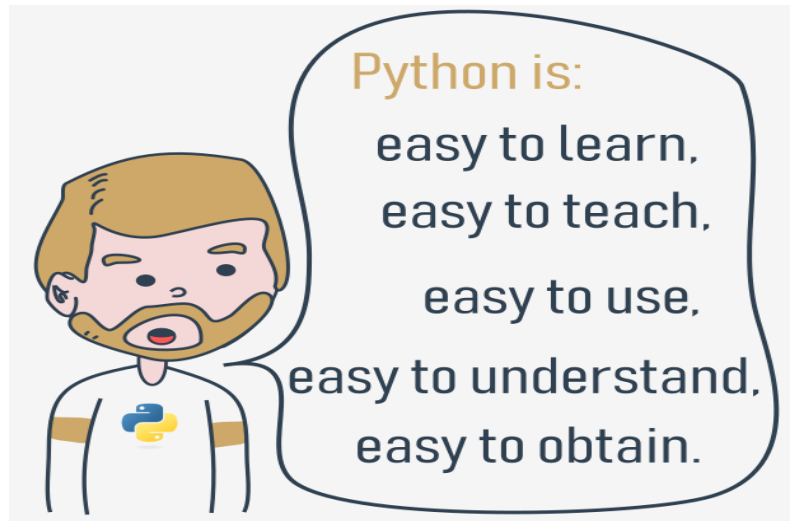 Python is:
easy to learn,
easy to teach,
easy to use,
easy to understand,
easy to obtain.